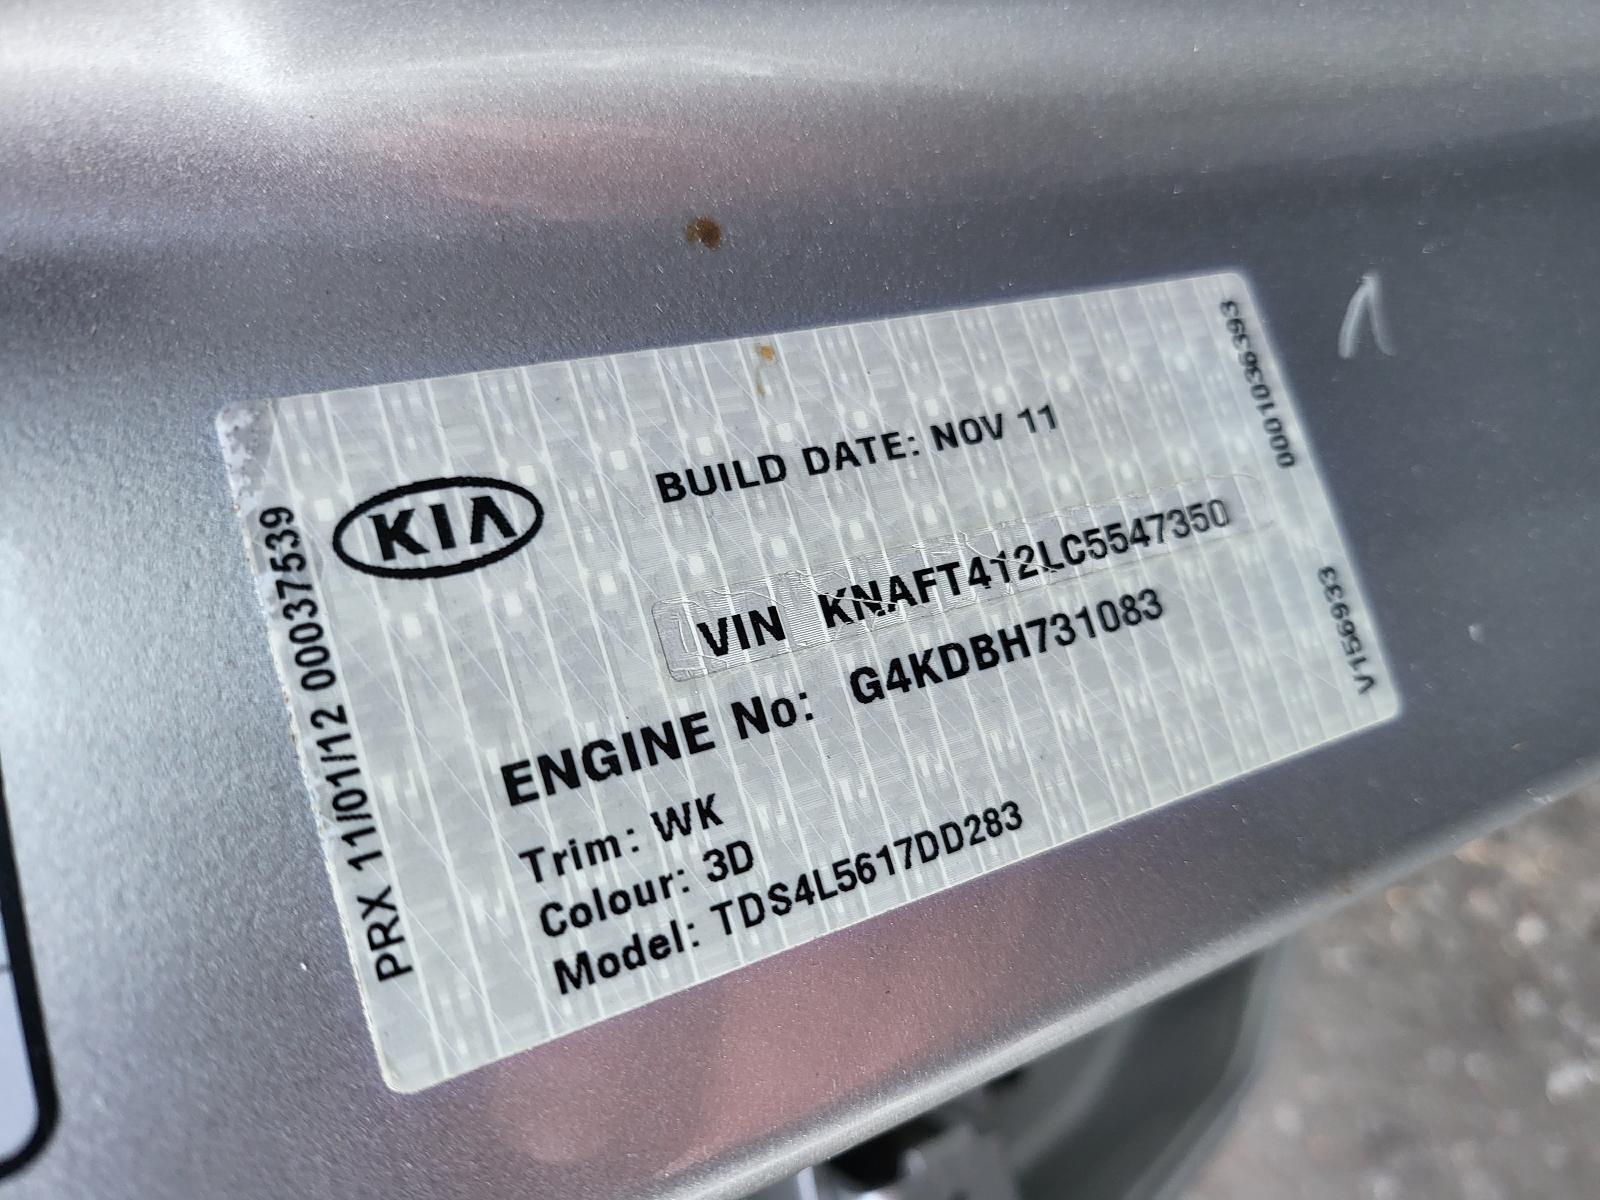 KIA
BUILD DATE: NOV 11
VIN KNAFT412LC5547350
ENGINE No: G4KDBH731083
Trim: WK
Colour: 3D
Model: TDS4L5617DD283
PRX 11/01/12 00037539
0001036393
V156933